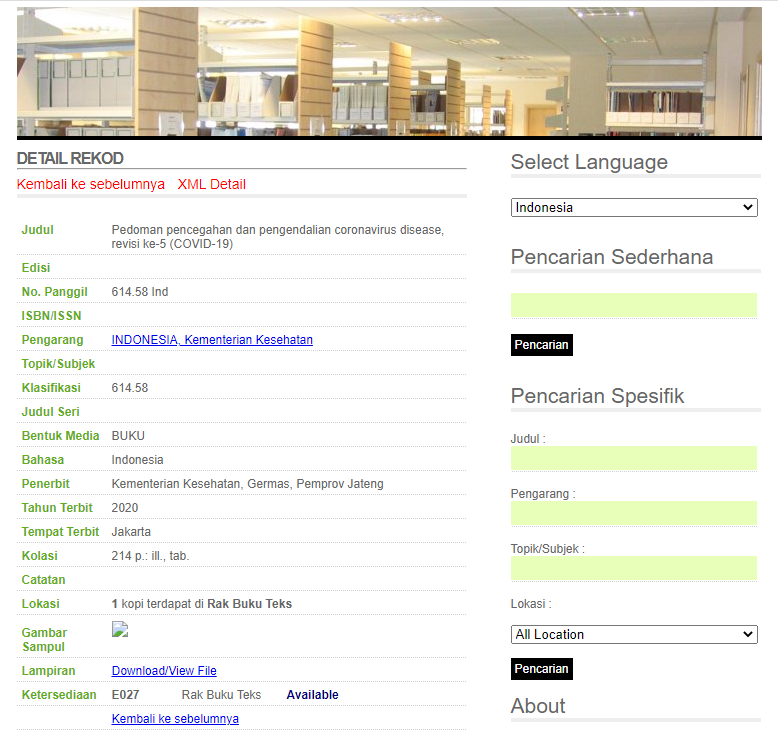 DETAIL REKOD
Kembali ke sebelumnya XML Detail
Judul Pedoman pencegahan dan pengendalian coronavirus disease,
revisi ke-5 (COVID-19)
Edisi
No. Panggil 614.58 Ind
ISBN/ISSN
Pengarang INDONESIA, Kementerian Kesehatan
Topik/Subjek
Klasifikasi 614.58
Judul Seri
Bentuk Media BUKU
Bahasa Indonesia
Penerbit Kementerian Kesehatan, Germas, Pemprov Jateng
Tahun Terbit 2020
Tempat Terbit Jakarta
Kolasi 214 p.: ill., tab.
Catatan
Lokasi 1 kopi terdapat di Rak Buku Teks
Gambar
Sampul
Lampiran Download/View File
Ketersediaan E027 Rak Buku Teks Available
Kembali ke sebelumnya
Select Language
Indonesia
Pencarian Sederhana
Pencarian
Pencarian Spesifik
Judul :
Pengarang :
Topik/Subjek :
Lokasi :
All Location
Pencarian
About